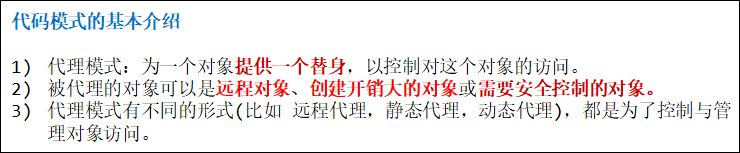 代码模式的基本介绍
1) 代理模式：为一个对象提供一个替身，以控制对这个对象的访问。
2) 被代理的对象可以是远程对象、创建开销大的对象或需要安全控制的对象。
3) 代理模式有不同的形式(比如 远程代理，静态代理，动态代理)，都是为了控制与管
理对象访问。